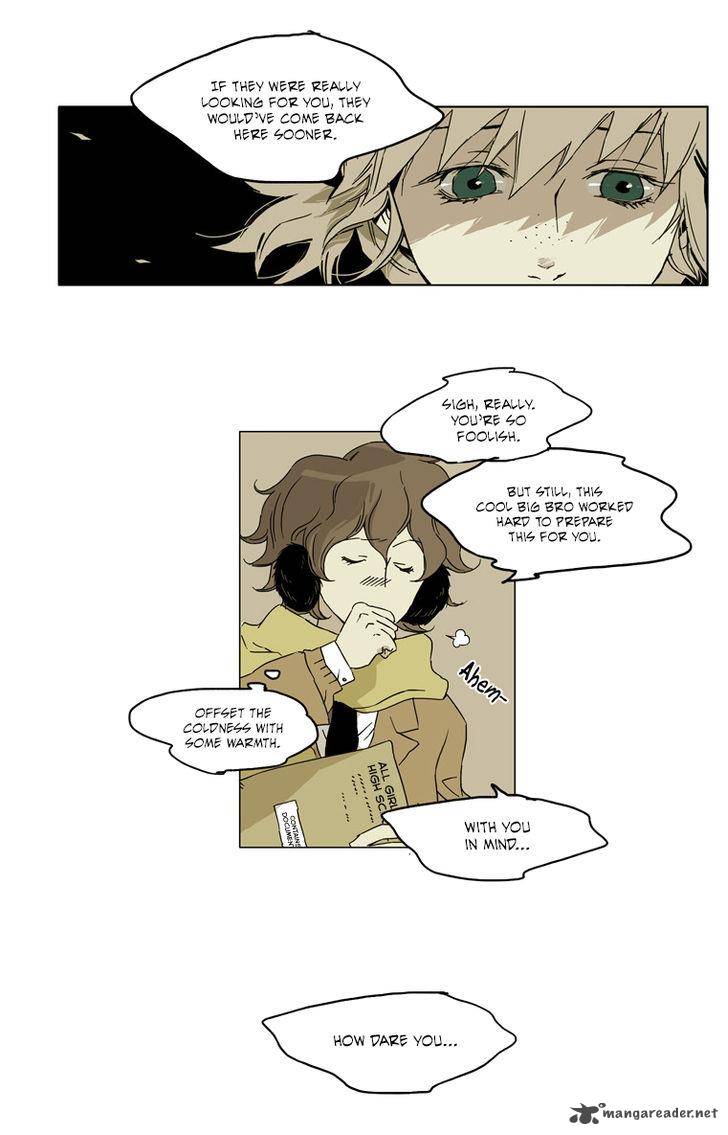 IF THEY WERE REALLY
LOOKING FOR YOU, THEY
WOULD'VE COME BACK
HERE SOONER.
SIGH, REALLY.
YOU'RE SO
FOOLISH.
BUT STILL, THIS
COOL BIG BRO WORKED
HARD TO PREPARE
THIS FOR YOU.
Ahem~
OFFSET THE
COLDNESS WITH
SOME WARMTH.
ALL GIRL
HIGH SC
CONTAINS
DOCUMENT
WITH YOU
IN MIND...
HOW DARE YOU...
mangareader.net